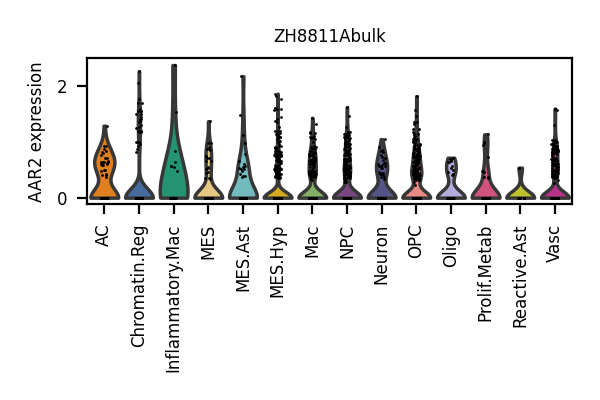 ZH8811Abulk
AAR2 expression
2
0
AC
Chromatin.Reg
Inflammatory.Mac
MES
MES.Ast
MES.Hyp
Mac
NPC
Neuron
OPC
Oligo
Prolif.Metab
Reactive.Ast
Vasc